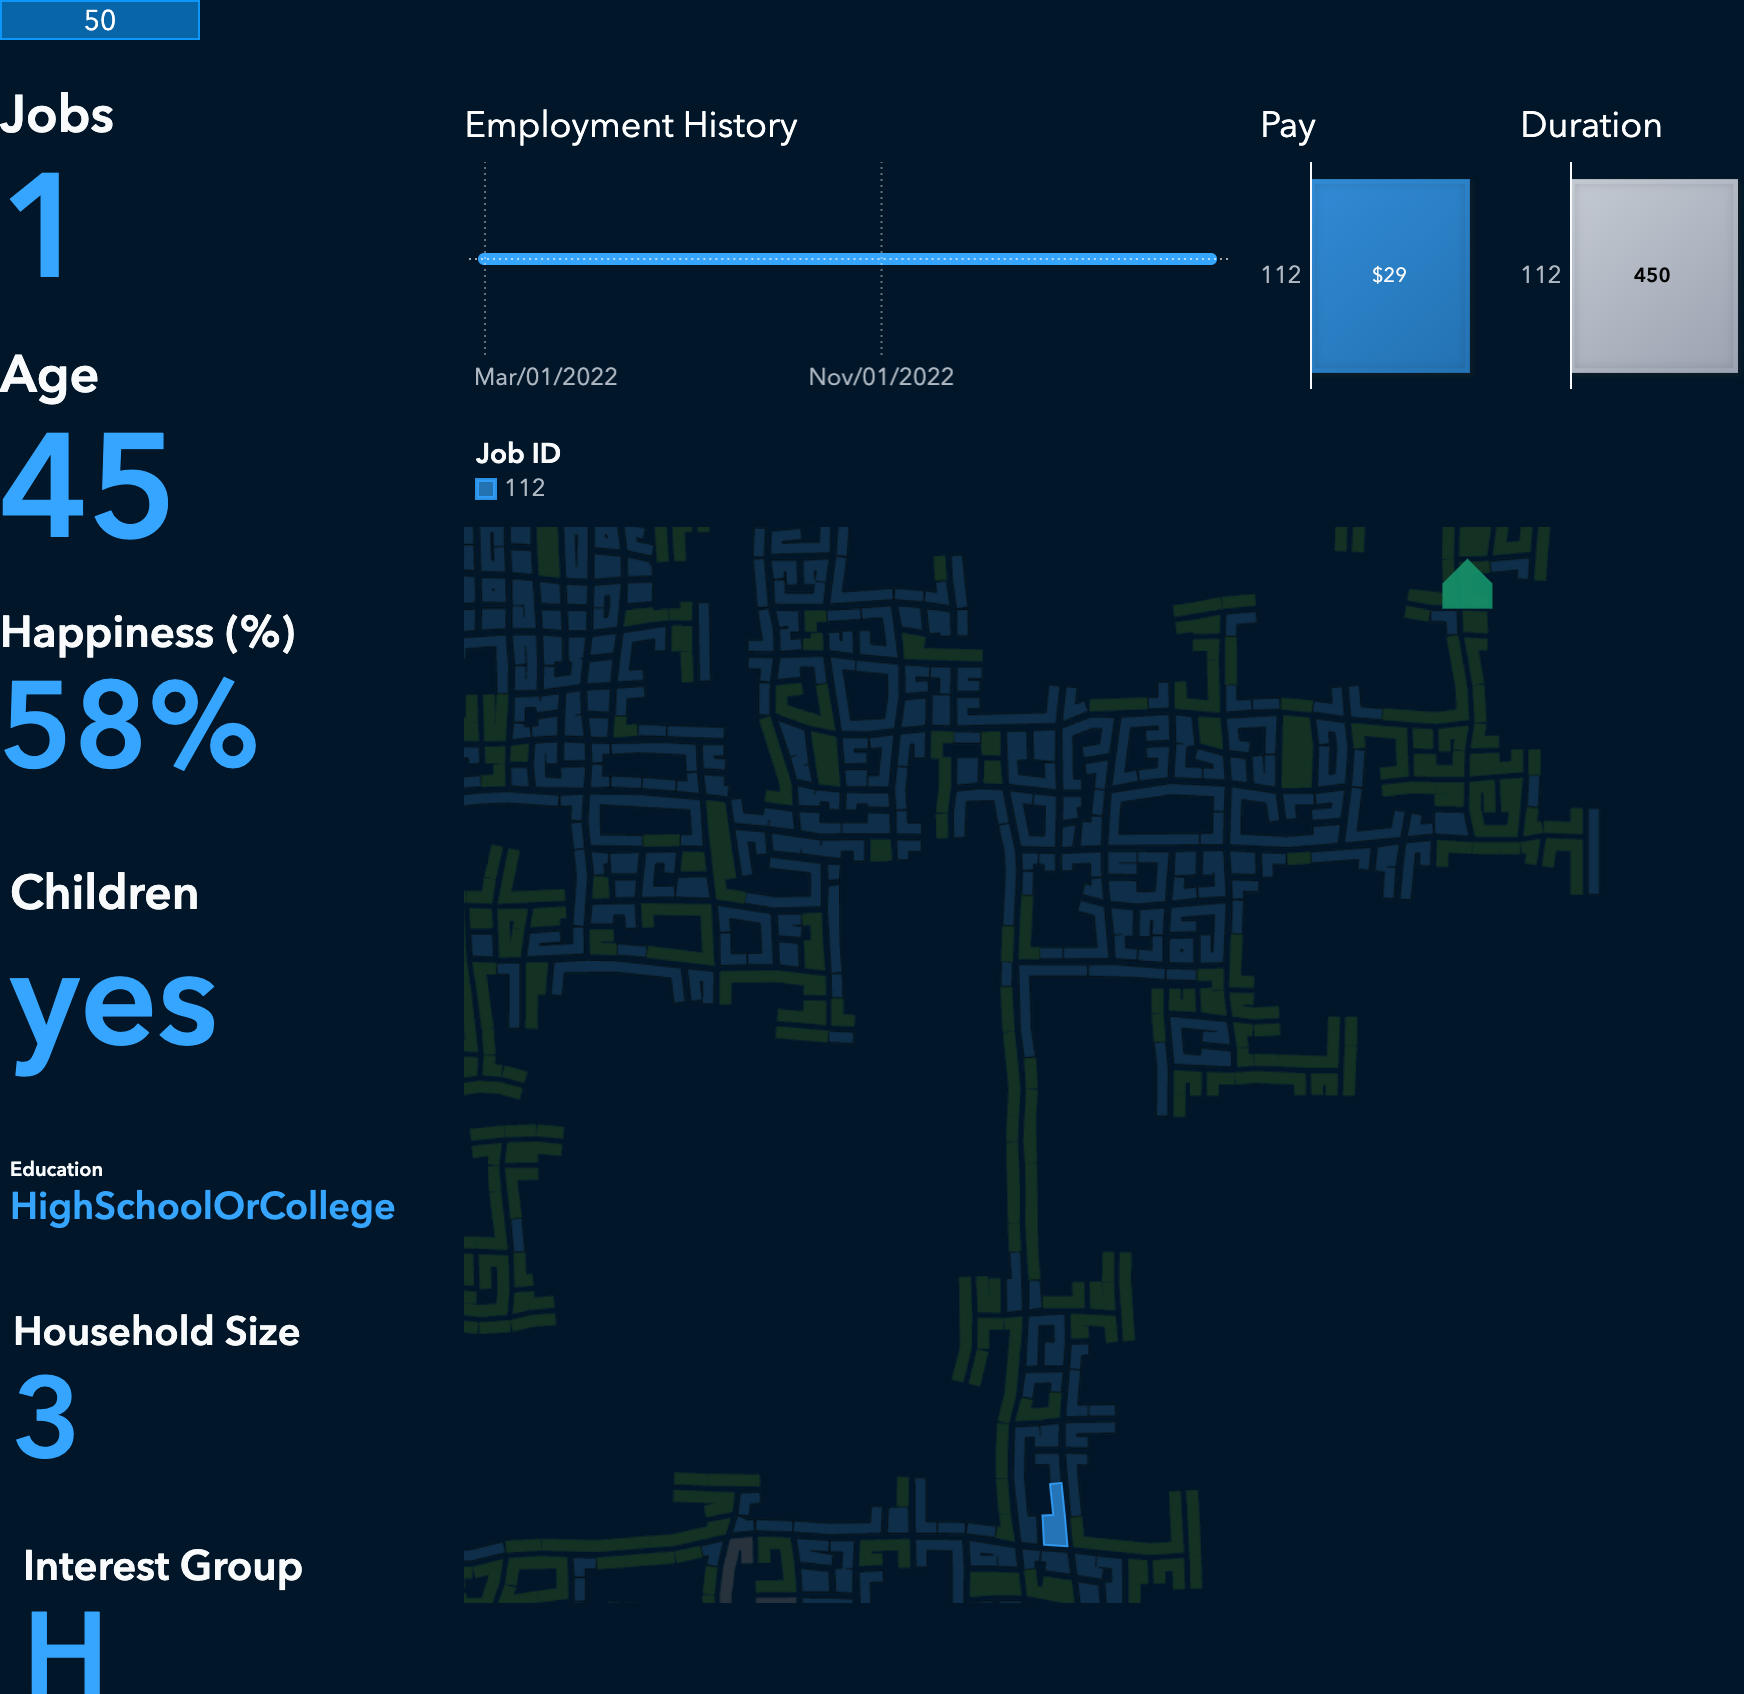 50
Jobs
1
Age
45
Happiness (%)
58%
Children
yes
Education
HighSchoolOrCollege
Household Size
3
Interest Group
H
Employment History
Mar/01/2022
Nov/01/2022
Pay
112
$29
Duration
112
450
Job ID
112